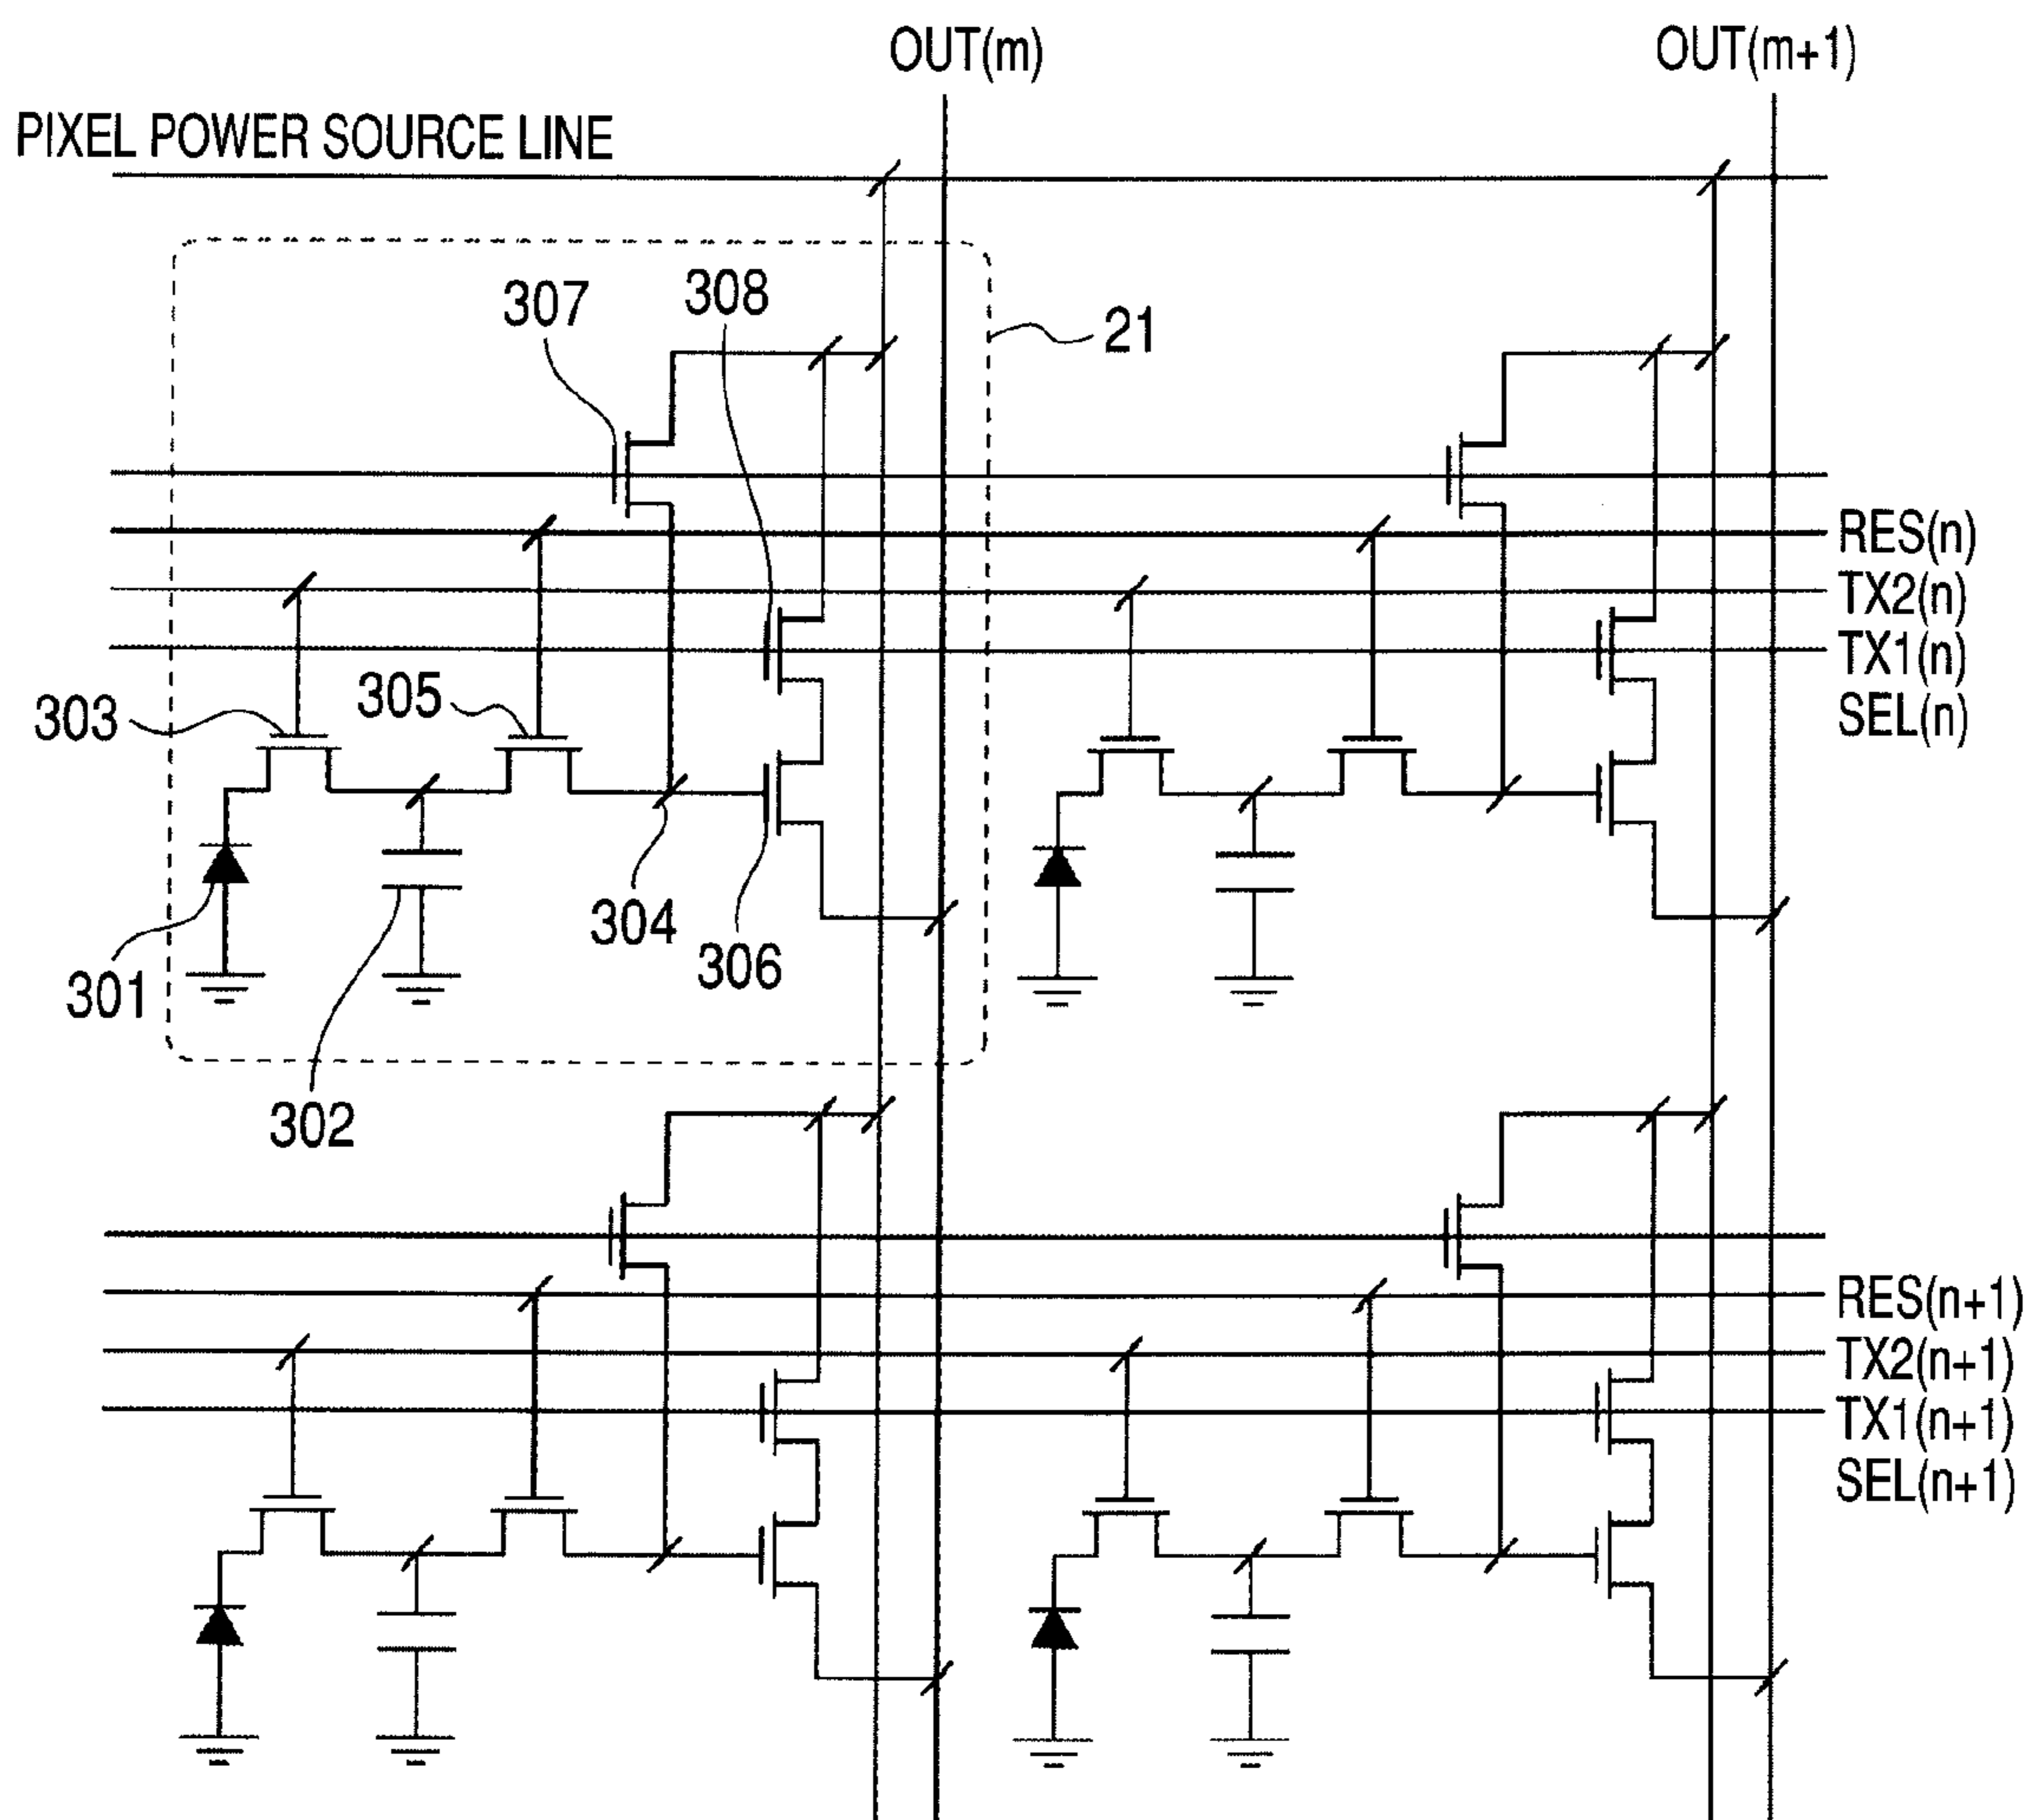 OUT(m)
OUT(m+1)
PIXEL POWER SOURCE LINE
307
308
21
RES(n)
TX2(n)
TX1(n)
SEL(n)
303
305
301
302
304
306
RES(n+1)
TX2(n+1)
TX1(n+1)
SEL(n+1)